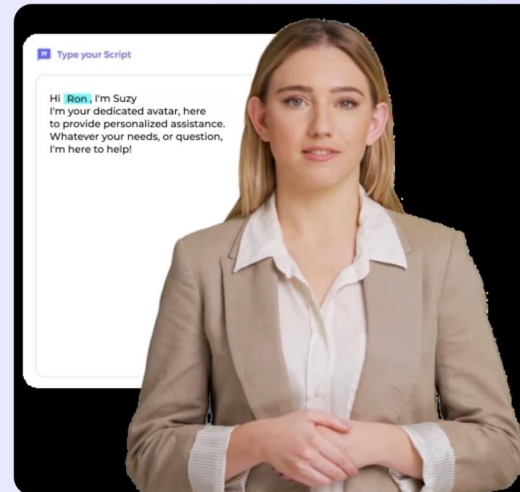 Type your Script
Hi Ron, I'm Suzy
I'm your dedicated avatar, here
to provide personalized assistance.
Whatever your needs, or question,
I'm here to help!